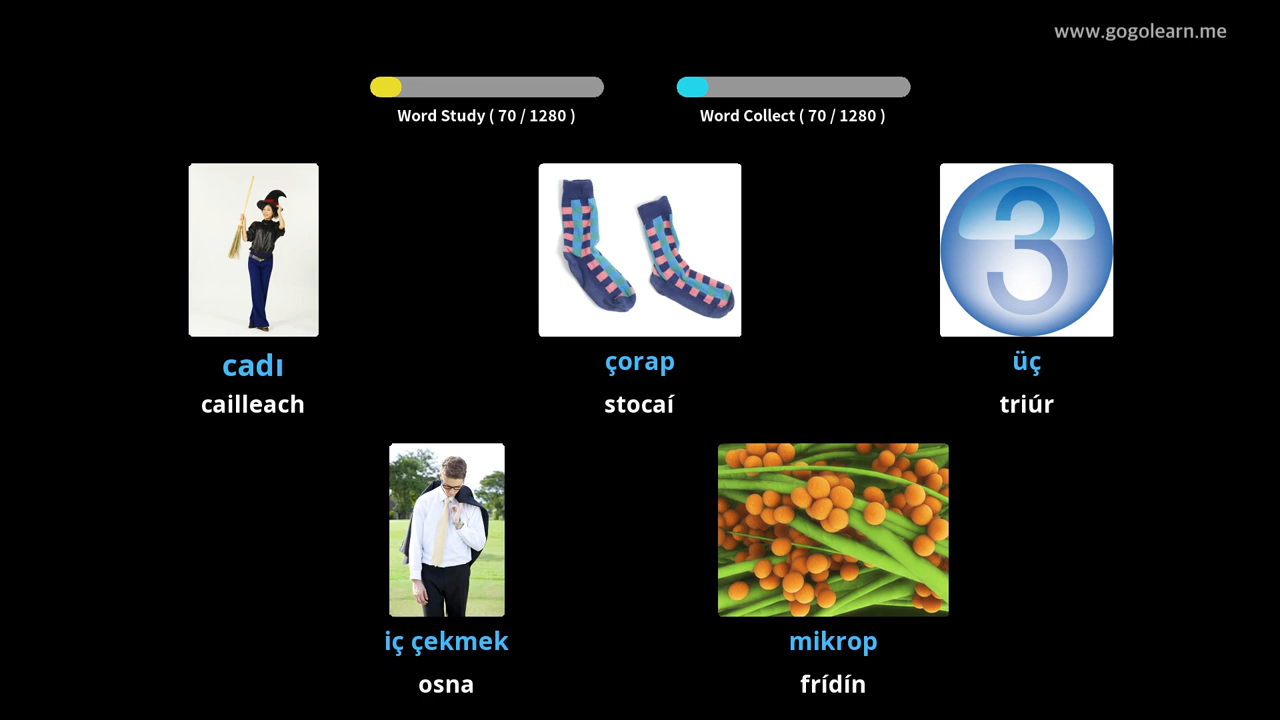 www.gogolearn.me
Word Study ( 70 / 1280 )
Word Collect ( 70 / 1280 )
3
cadı
cailleach
çorap
stocaí
üç
triúr
iç çekmek
osna
mikrop
frídín